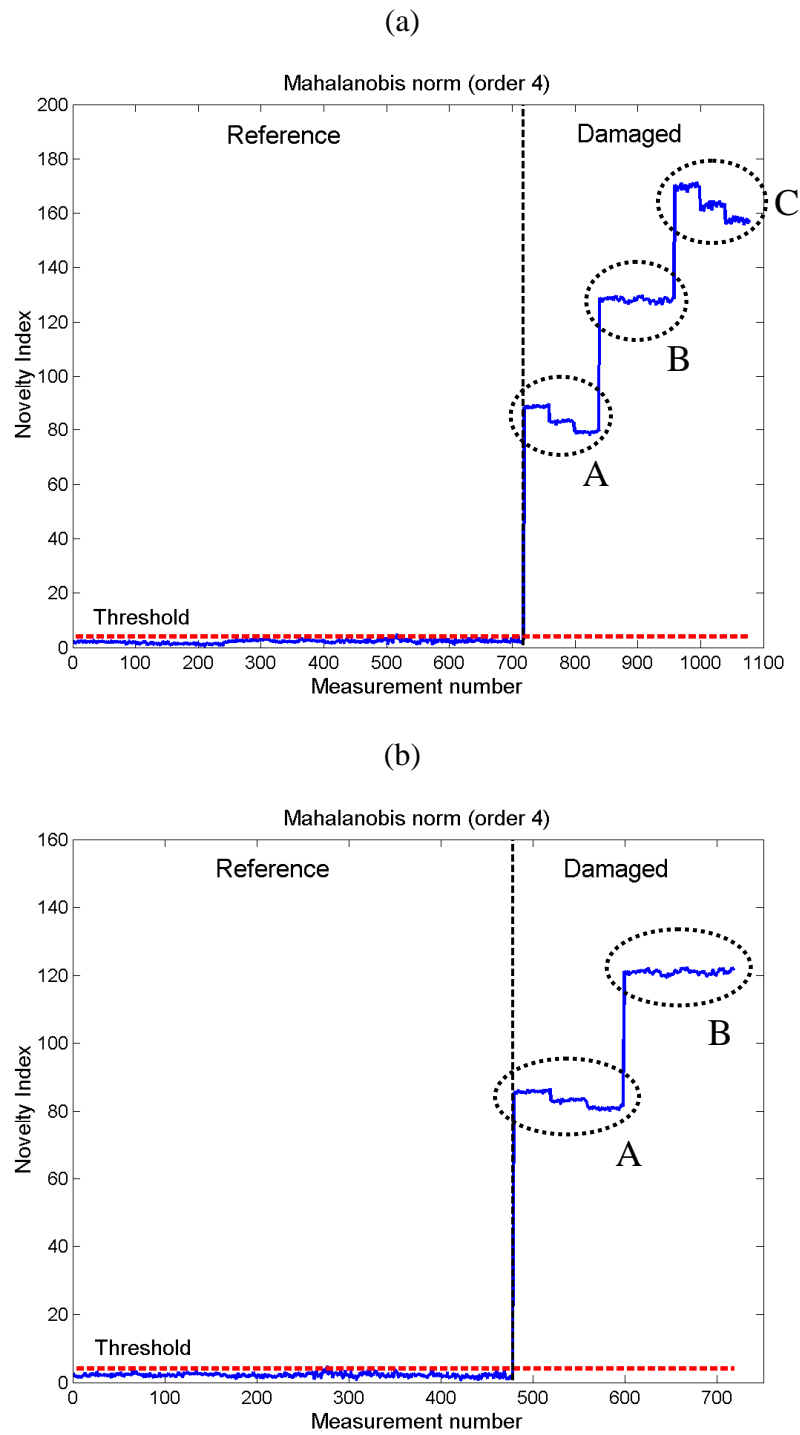 (a)
Mahalanobis norm (order 4)
Reference
Damaged
200
180
160
140
120
100
80
60
40
20
0
Novelty Index
C
B
A
Threshold
0 100 200 300 400 500 600 700 800 900 1000 1100
Measurement number
(b)
Mahalanobis norm (order 4)
Reference
Damaged
160
140
120
100
80
60
40
20
0
Novelty Index
B
A
Threshold
0 100 200 300 400 500 600 700
Measurement number